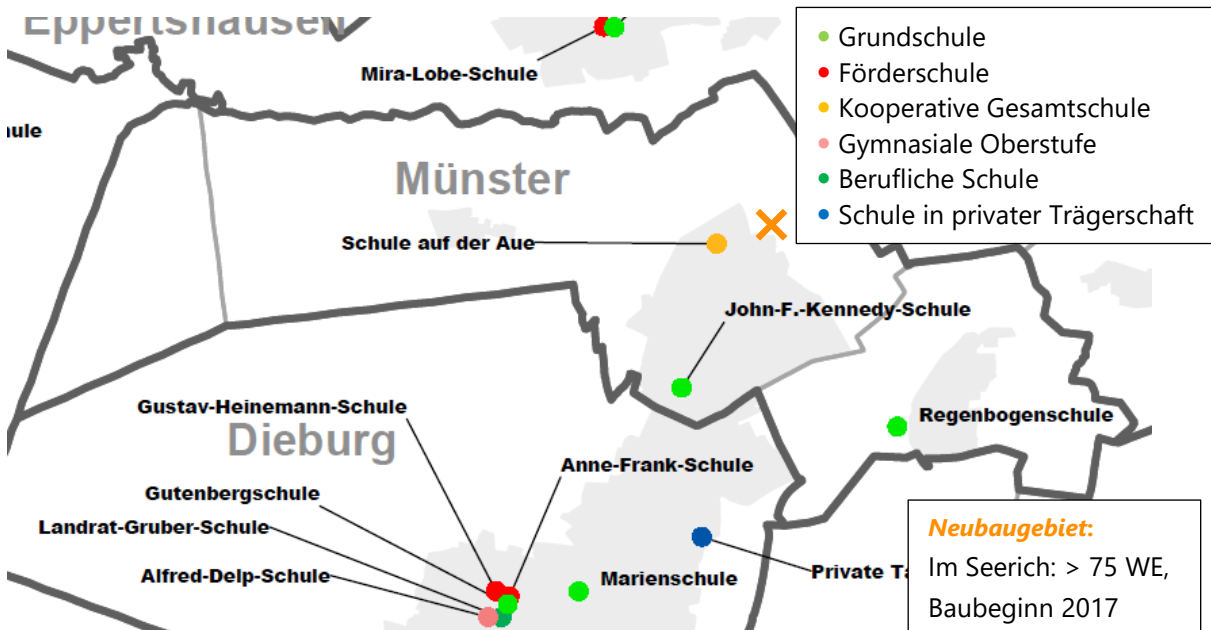 Eppertshausen
Mira-Lobe-Schule
Münster
Schule auf der Aue
John-F.-Kennedy-Schule
Gustav-Heinemann-Schule
Regenbogenschule
Dieburg
Anne-Frank-Schule
Gutenbergschule
Landrat-Gruber-Schule
Alfred-Delp-Schule
Marienschule
Private
Grundschule
Förderschule
Kooperative Gesamtschule
Gymnasiale Oberstufe
Berufliche Schule
Schule in privater Trägerschaft
Neubaugebiet:
Im Seerich: > 75 WE,
Baubeginn 2017